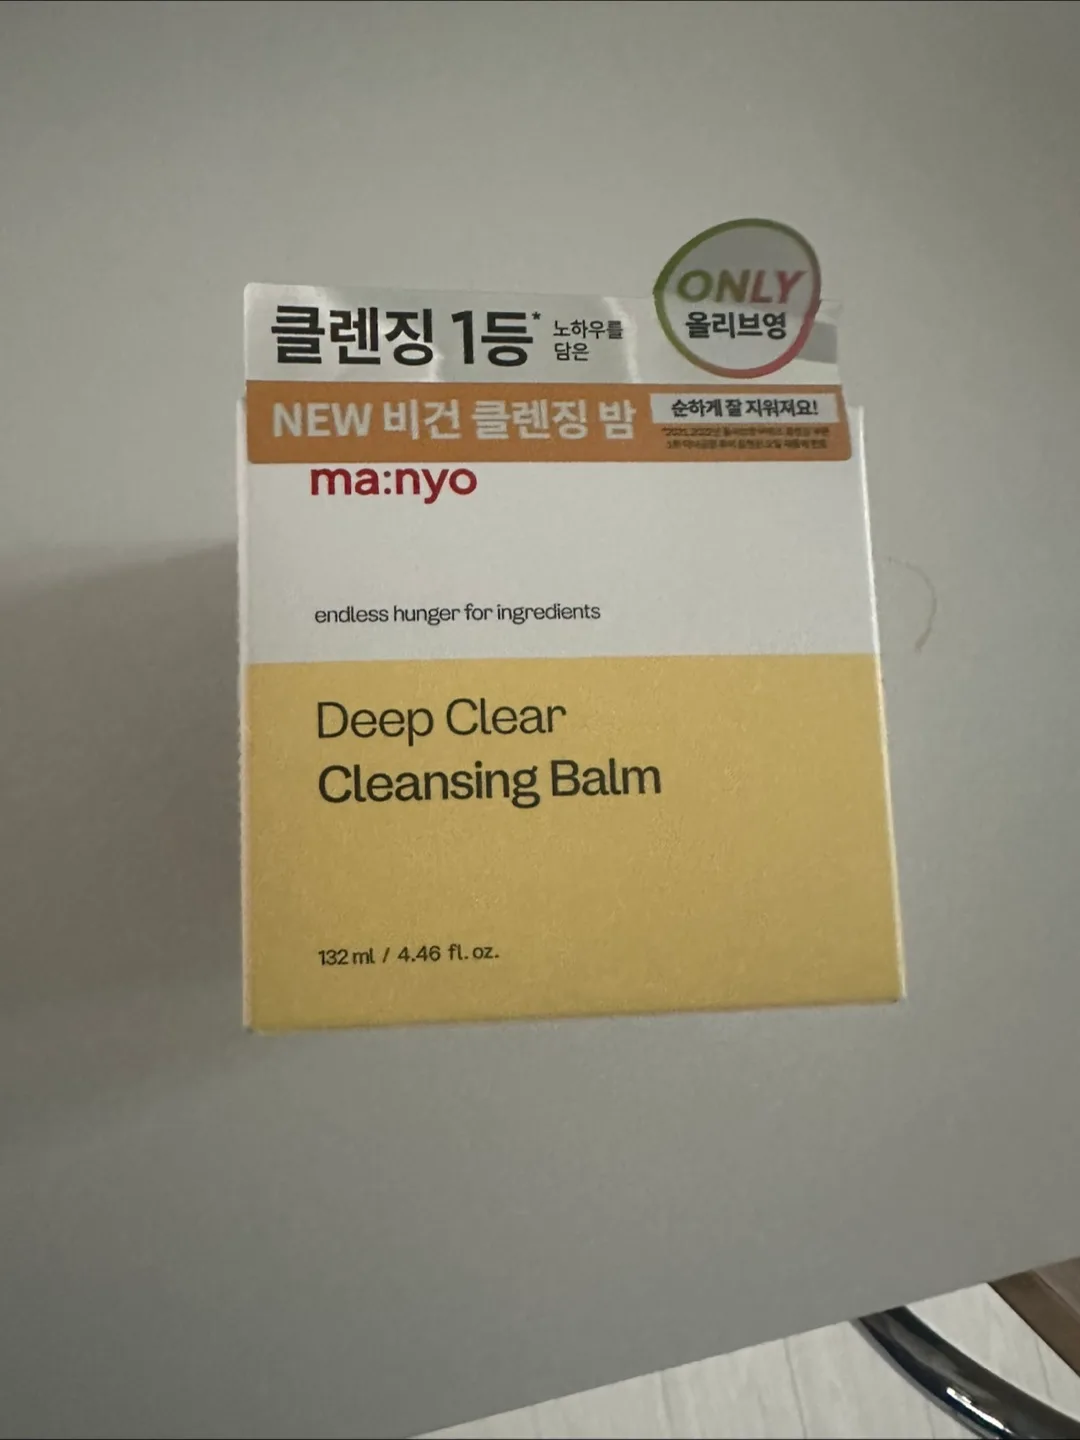 ONLY
올리브영
클렌징 1등*
노하우를
담은
NEW 비건 클렌징 밤
순하게 잘 지워져요!
ma:nyo
endless hunger for ingredients
Deep Clear
Cleansing Balm
132 ml / 4.46 fl. oz.